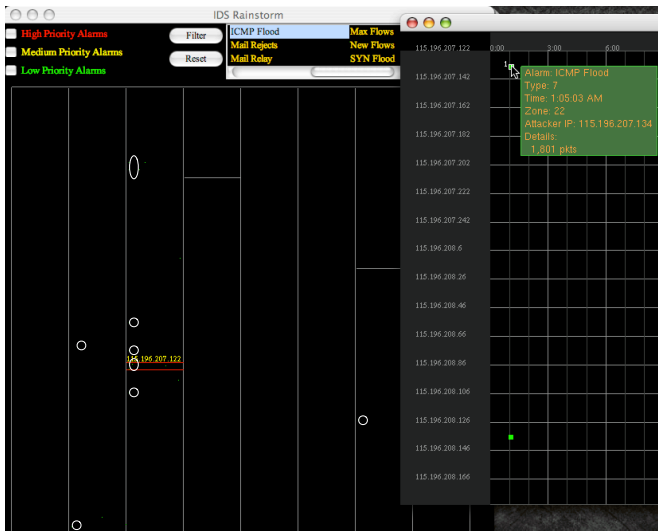 IDS Rainstorm
High Priority Alarms
Medium Priority Alarms
Low Priority Alarms
Filter
Reset
ICMP Flood
Mail Rejects
Mail Relay
Max Flows
New Flows
SYN Flood
115.196.207.122
115.196.207.122
115.196.207.142
115.196.207.162
115.196.207.182
115.196.207.202
115.196.207.222
115.196.207.242
115.196.208.6
115.196.208.26
115.196.208.46
115.196.208.66
115.196.208.86
115.196.208.106
115.196.208.126
115.196.208.146
115.196.208.166
0:00 3:00 6:00
1
Alarm: ICMP Flood
Type: 7
Time: 1:05:03 AM
Zone: 22
Attacker IP: 115.196.207.134
Details:
1,801 pkts